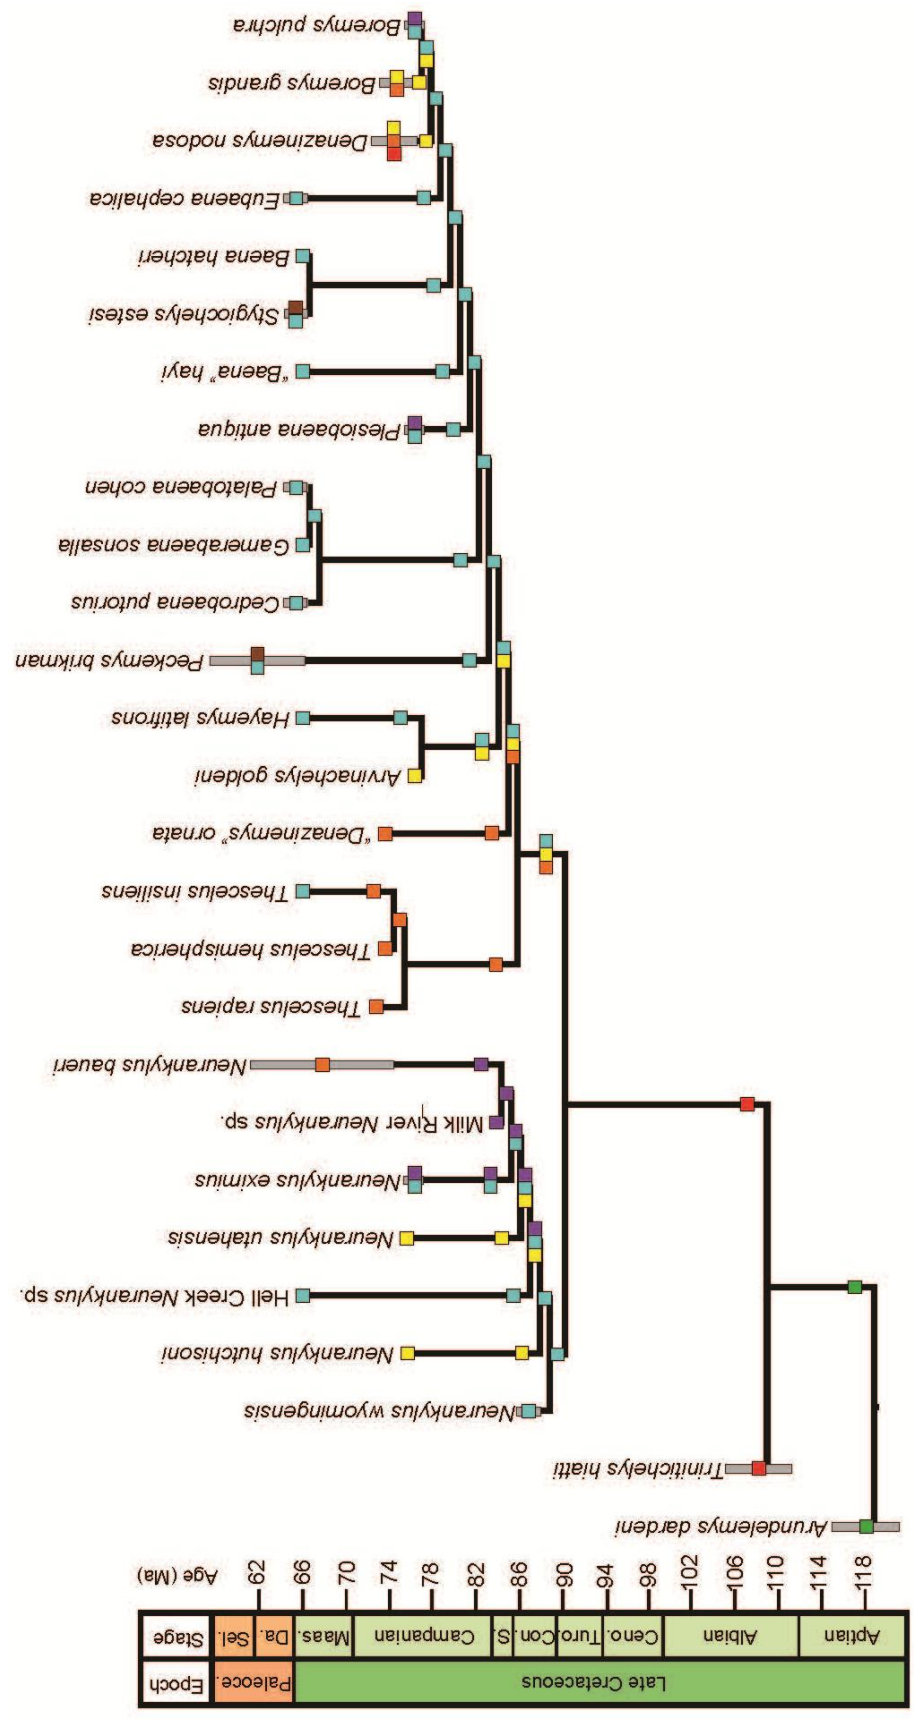 Late Cretaceous Paleoce. Epoch
Aptian Albian Ceno. Turo. Con. S. Campanian Maas. Da. Sel. Stage
118 114 110 106 102 98 94 90 86 82 78 74 70 66 62 Age (Ma)
Arundelemys dardeni
Trinitichelys hiatti
Neurankylus wyomingensis
Neurankylus hutchisoni
Hell Creek Neurankylus sp.
Neurankylus utahensis
Neurankylus eximius
Milk River Neurankylus sp.
Neurankylus baueri
Thescelus rapiens
Thescelus hemispherica
Thescelus insiliens
"Denazinemys" ornata
Arvinachelys goldeni
Hayemys latifrons
Peckemys brikman
Cedrobaena putorius
Gamerabaena sonsalla
Palatobaena cohen
Plesiobaena antiqua
"Baena" hayi
Stygiochelys estesi
Baena hatcheri
Eubaena cephalica
Denazinemys nodosa
Boremys grandis
Boremys pulchra